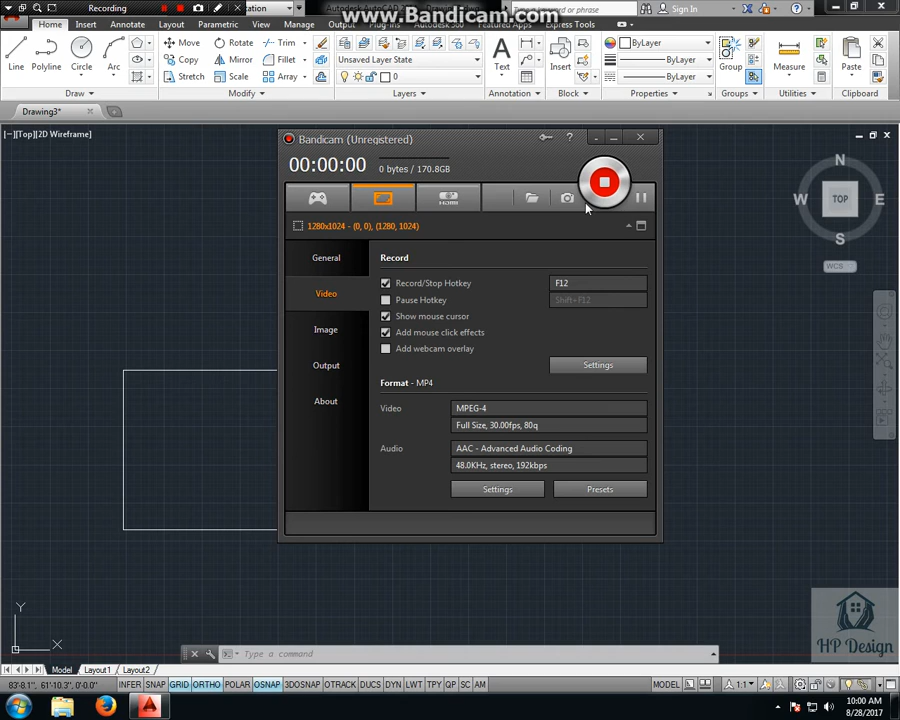 Recording
www.Bandicam.com
Sign In
Home Insert Annotate Layout Parametric View Manage Output Featured Apps Express Tools
Line Polyline Circle Arc
Move Rotate Trim
Copy Mirror Fillet
Stretch Scale Array
Unsaved Layer State
0
Text
Insert
ByLayer
ByLayer
ByLayer
Group
Measure
Paste
Draw Modify Layers Annotation Block Properties Groups Utilities Clipboard
Drawing3*
[−][Top][2D Wireframe]
N
W TOP E
S
WCS
Bandicam (Unregistered)
00:00:00
0 bytes / 170.8GB
HDMI
1280x1024 - (0, 0), (1280, 1024)
General
Video
Image
Output
About
Record
Record/Stop Hotkey F12
Pause Hotkey Shift+F12
Show mouse cursor
Add mouse click effects
Add webcam overlay
Settings
Format - MP4
Video MPEG-4
Full Size, 30.00fps, 80q
Audio AAC - Advanced Audio Coding
48.0KHz, stereo, 192kbps
Settings Presets
HP Design
Y
X
Type a command
Model Layout1 Layout2
83'-8.1", 61'-10.3", 0'-0.0" INFER SNAP GRID ORTHO POLAR OSNAP 3DOSNAP OTRACK DUCS DYN LWT TPY QP SC AM MODEL 1:1
10:00 AM
8/28/2017